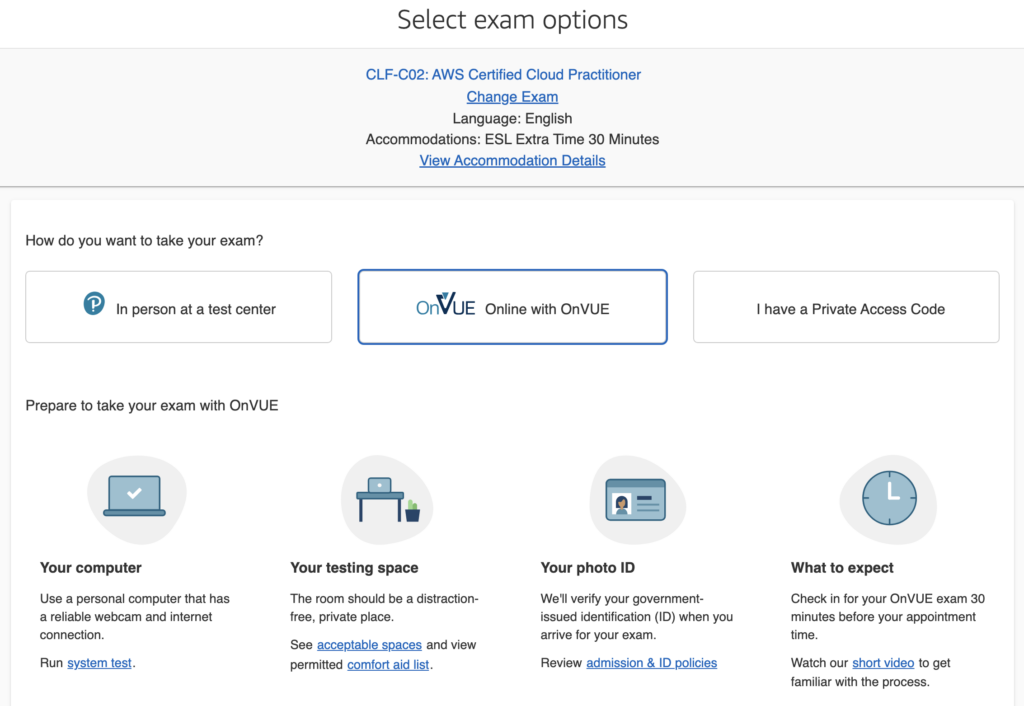 Select exam options
CLF-C02: AWS Certified Cloud Practitioner
Change Exam
Language: English
Accommodations: ESL Extra Time 30 Minutes
View Accommodation Details
How do you want to take your exam?
In person at a test center
OnVUE Online with OnVUE
I have a Private Access Code
Prepare to take your exam with OnVUE
Your computer
Use a personal computer that has
a reliable webcam and internet
connection.
Run system test.
Your testing space
The room should be a distraction-
free, private place.
See acceptable spaces and view
permitted comfort aid list.
Your photo ID
We'll verify your government-
issued identification (ID) when you
arrive for your exam.
Review admission & ID policies
What to expect
Check in for your OnVUE exam 30
minutes before your appointment
time.
Watch our short video to get
familiar with the process.